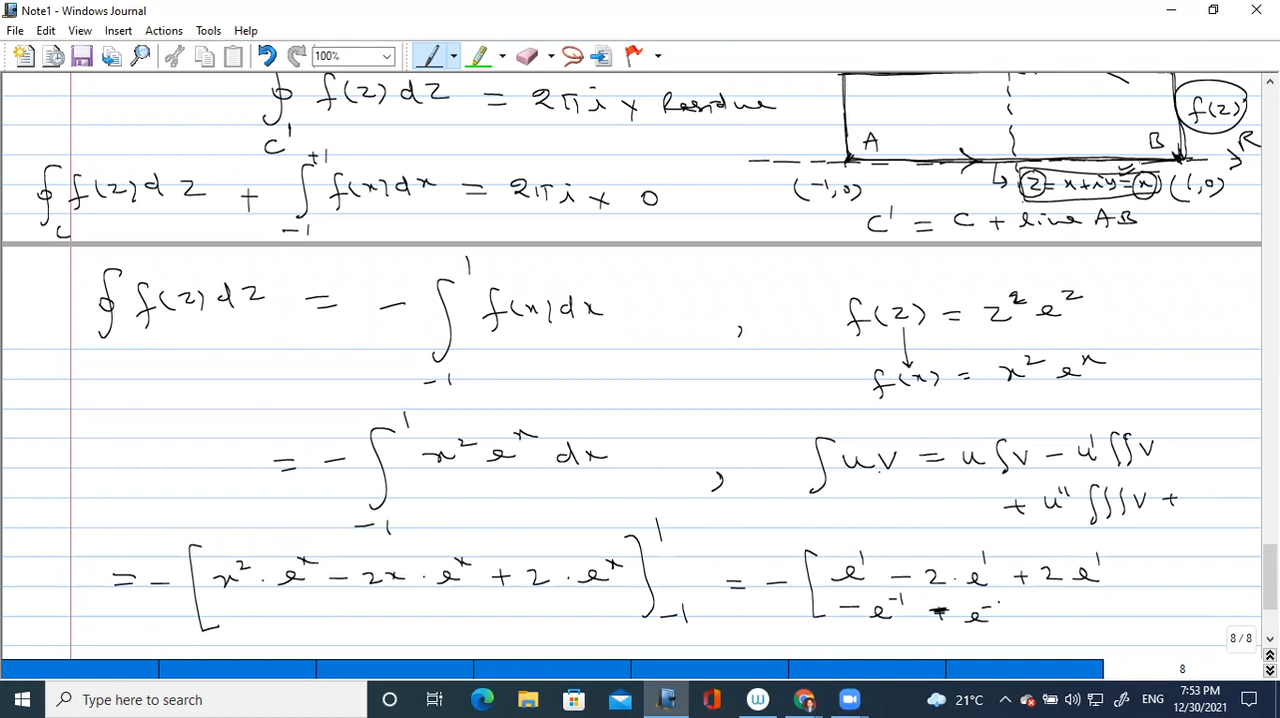 Note1 - Windows Journal
File Edit View Insert Actions Tools Help
100%
∮ f(z) dz = 2πi × Residue
C'
f(z)
A B R
∮ f(z) dz + ∫ f(x) dx = 2πi × 0
C -1 +1
(-1,0) z = x+iy = x (1,0)
C' = C + line AB
∮ f(z) dz = - ∫_{-1}^{1} f(x) dx , f(z) = z² e^z
f(x) = x² e^x
= - ∫_{-1}^{1} x² e^x dx , ∫ u.v = u ∫v - u' ∫∫v
+ u'' ∫∫∫v +
= - [ x² · e^x - 2x · e^x + 2 · e^x ]_{-1}^{1} = - [ e^1 - 2 · e^1 + 2 e^1
- e^{-1}
8 / 8
8
Type here to search
21°C ENG 7:53 PM
12/30/2021